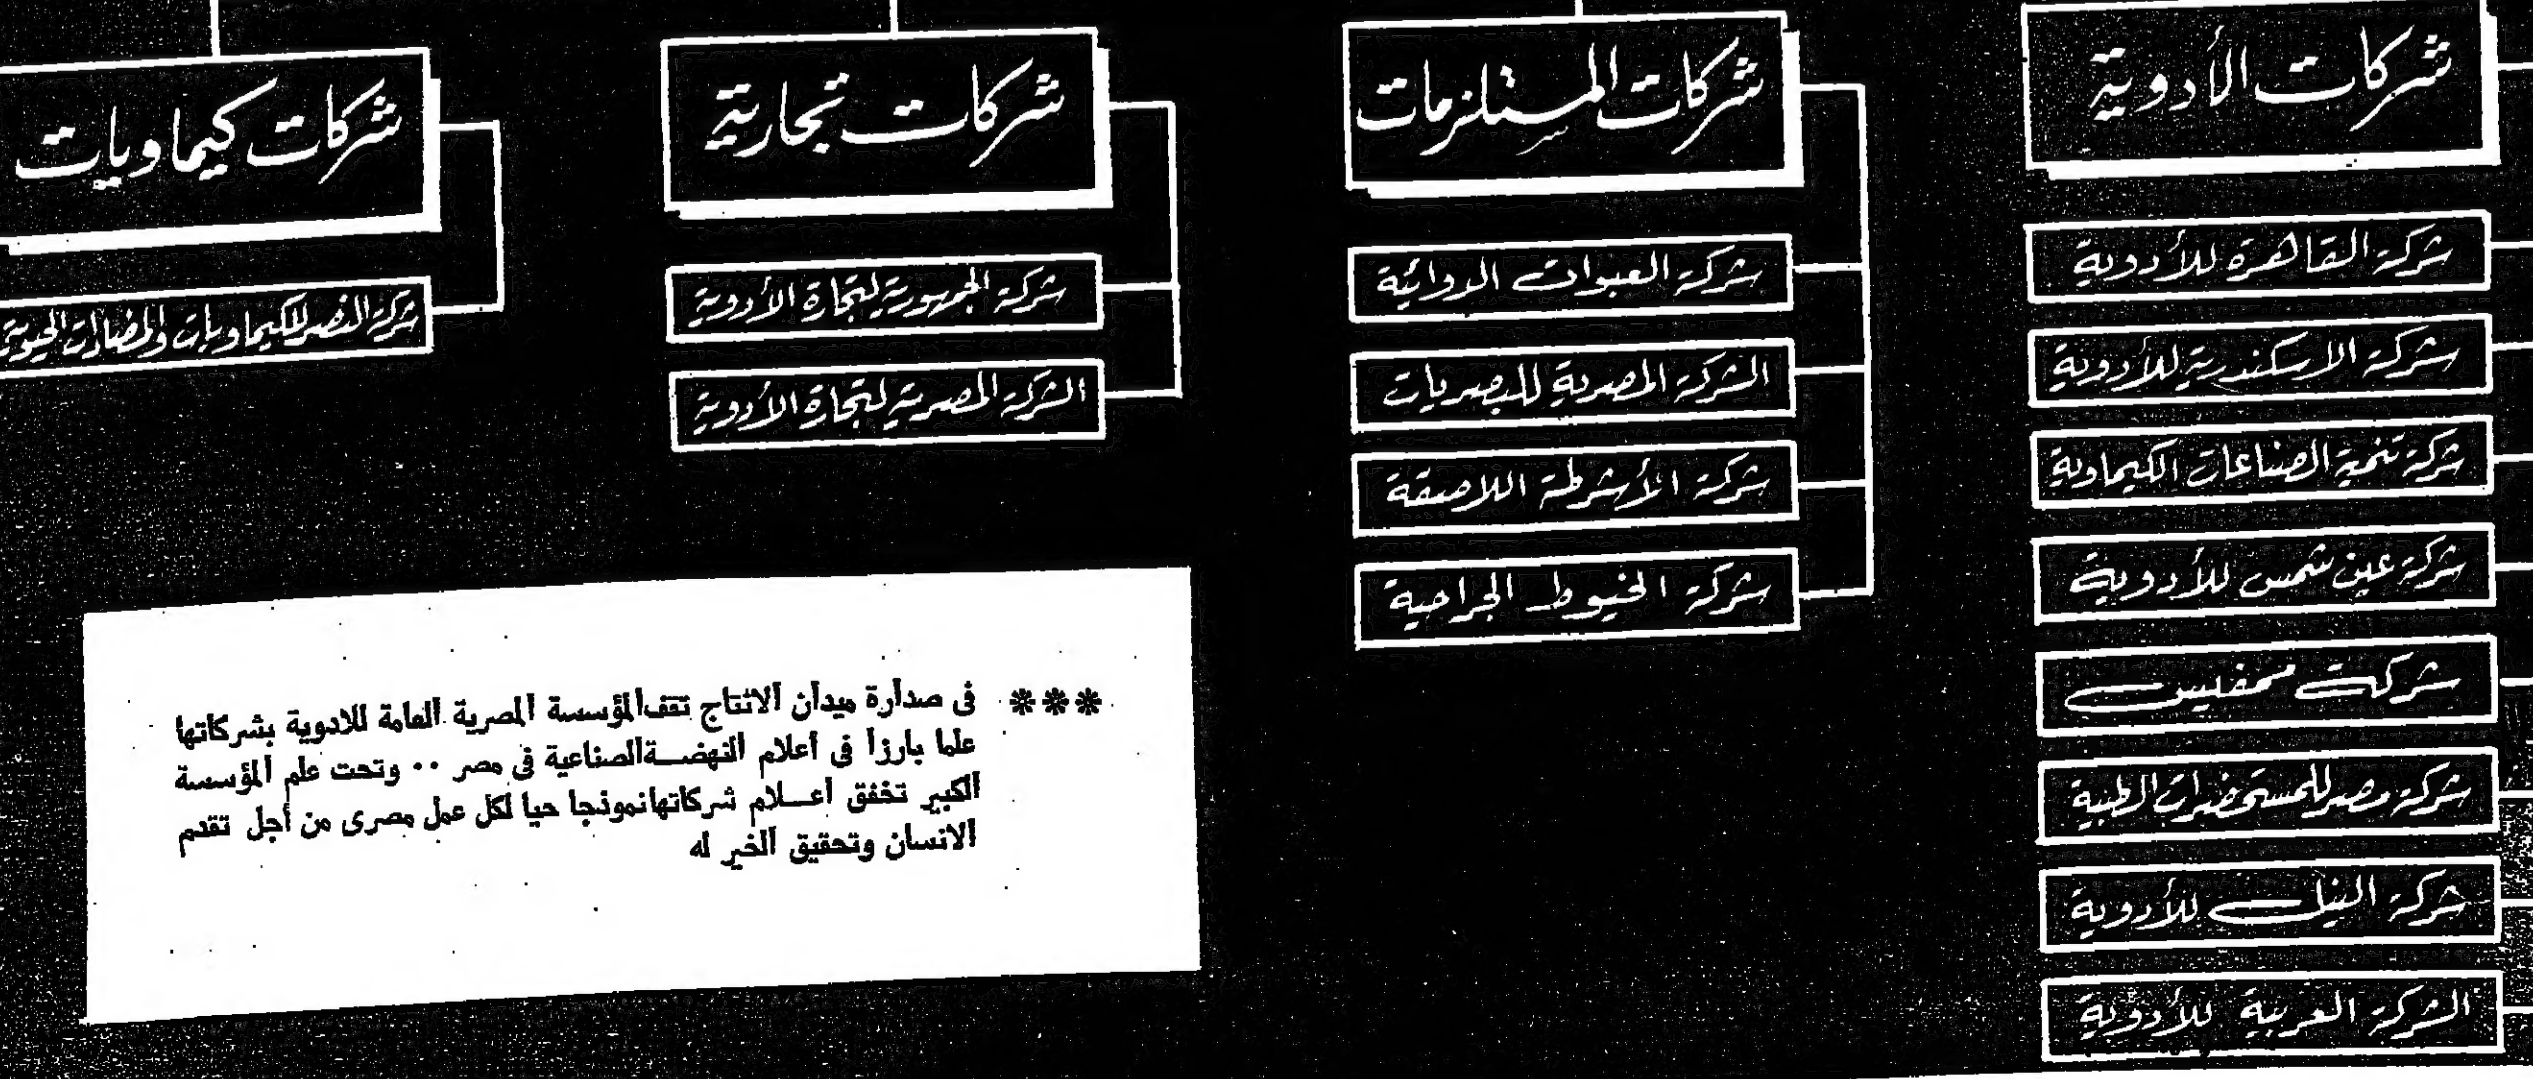 شركات الأدوية
شركة القاهرة للأدوية
شركة الاسكندرية للأدوية
شركة تنمية الصناعات الكيماوية
شركة عين شمس للأدوية
شركة ممفيس
شركة مصر للمستحضرات الطبية
شركة النيل للأدوية
الشركة العربية للأدوية
شركات المستلزمات
شركة العبوات الدوائية
الشركة المصرية للبصريات
شركة الأشرطة اللاصقة
شركة الخيوط الجراحية
شركات تجارية
شركة الجمهورية لتجارة الأدوية
الشركة المصرية لتجارة الأدوية
شركات كيماويات
شركة النصر للكيماويات والمضادات الحيوية
*** فى صدارة ميدان الانتاج تقف المؤسسة المصرية العامة للادوية بشركاتها
علما بارزا فى أعلام النهضة الصناعية فى مصر ٠٠ وتحت علم المؤسسة
الكبير تخفق أعلام شركاتها نموذجا حيا لكل عمل مصرى من أجل تقدم
الانسان وتحقيق الخير له